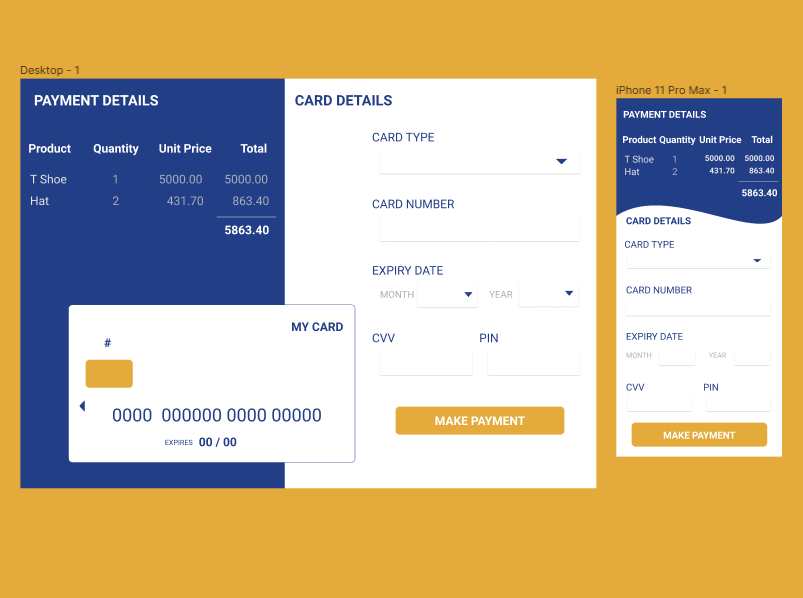 Desktop - 1
PAYMENT DETAILS
Product Quantity Unit Price Total
T Shoe 1 5000.00 5000.00
Hat 2 431.70 863.40
5863.40
MY CARD
#
0000 000000 0000 00000
EXPIRES 00 / 00
CARD DETAILS
CARD TYPE
CARD NUMBER
EXPIRY DATE
MONTH YEAR
CVV PIN
MAKE PAYMENT
iPhone 11 Pro Max - 1
PAYMENT DETAILS
Product Quantity Unit Price Total
T Shoe 1 5000.00 5000.00
Hat 2 431.70 863.40
5863.40
CARD DETAILS
CARD TYPE
CARD NUMBER
EXPIRY DATE
MONTH YEAR
CVV PIN
MAKE PAYMENT